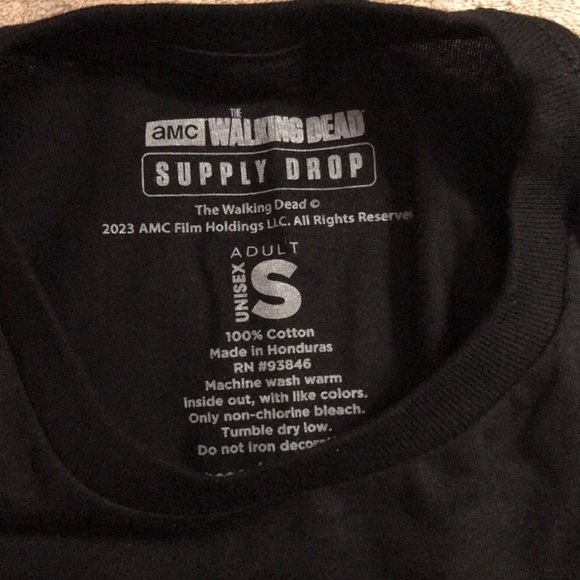 THE
amc WALKING DEAD
SUPPLY DROP
The Walking Dead ©
2023 AMC Film Holdings LLC. All Rights Reserve
ADULT
UNISEX
S
100% Cotton
Made in Honduras
RN #93846
Machine wash warm
inside out, with like colors.
Only non-chlorine bleach.
Tumble dry low.
Do not iron decorat